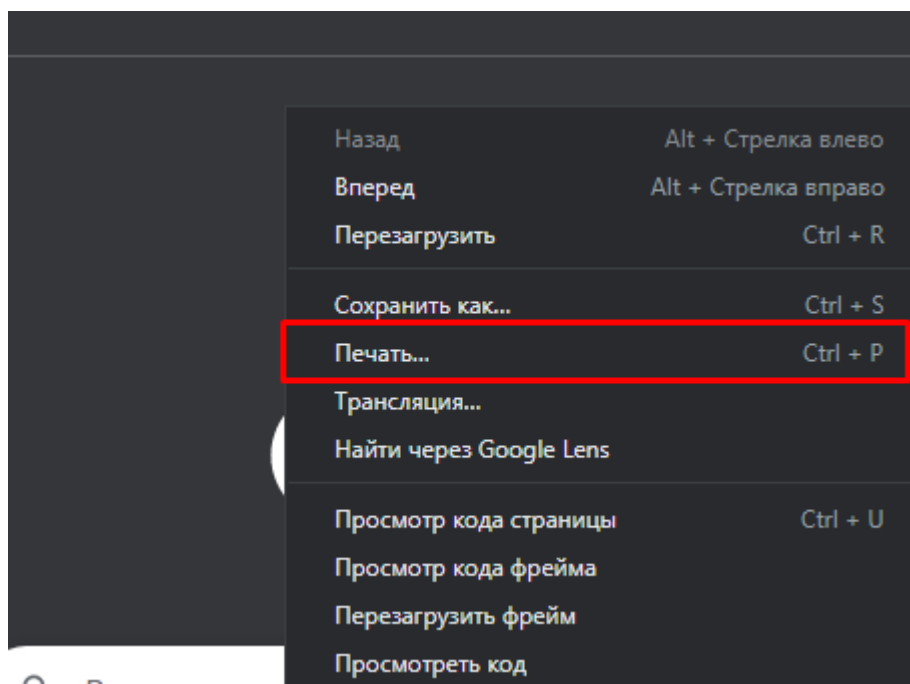 Назад Alt + Стрелка влево
Вперед Alt + Стрелка вправо
Перезагрузить Ctrl + R
Сохранить как... Ctrl + S
Печать... Ctrl + P
Трансляция...
Найти через Google Lens
Просмотр кода страницы Ctrl + U
Просмотр кода фрейма
Перезагрузить фрейм
Просмотреть код